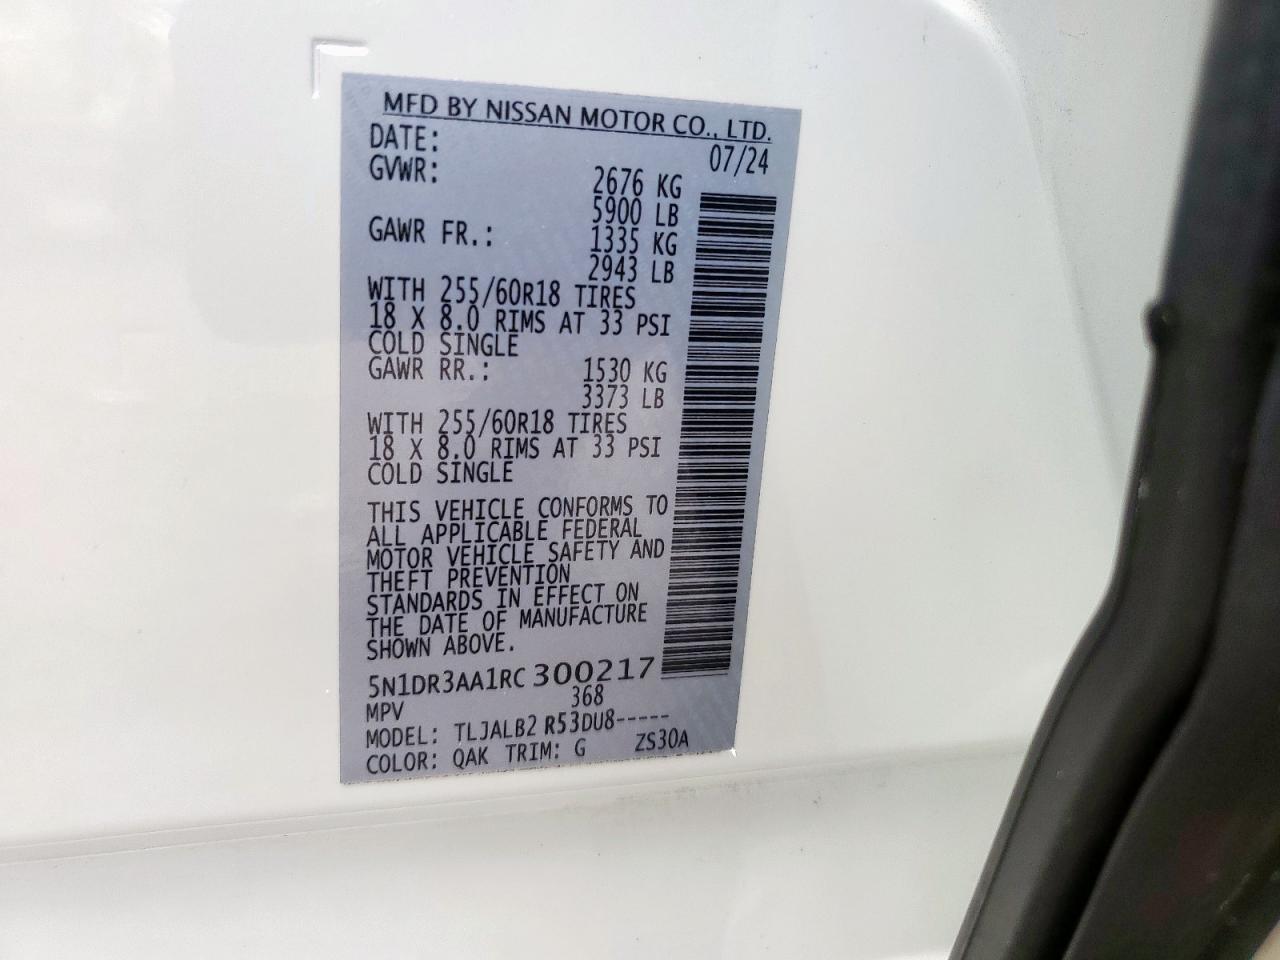 MFD BY NISSAN MOTOR CO., LTD.
DATE: 07/24
GVWR: 2676 KG
5900 LB
GAWR FR.: 1335 KG
2943 LB
WITH 255/60R18 TIRES
18 X 8.0 RIMS AT 33 PSI
COLD SINGLE
GAWR RR.: 1530 KG
3373 LB
WITH 255/60R18 TIRES
18 X 8.0 RIMS AT 33 PSI
COLD SINGLE
THIS VEHICLE CONFORMS TO
ALL APPLICABLE FEDERAL
MOTOR VEHICLE SAFETY AND
THEFT PREVENTION
STANDARDS IN EFFECT ON
THE DATE OF MANUFACTURE
SHOWN ABOVE.
5N1DR3AA1RC300217
MPV 368
MODEL: TLJALB2 R53DU8-----
COLOR: QAK TRIM: G ZS30A